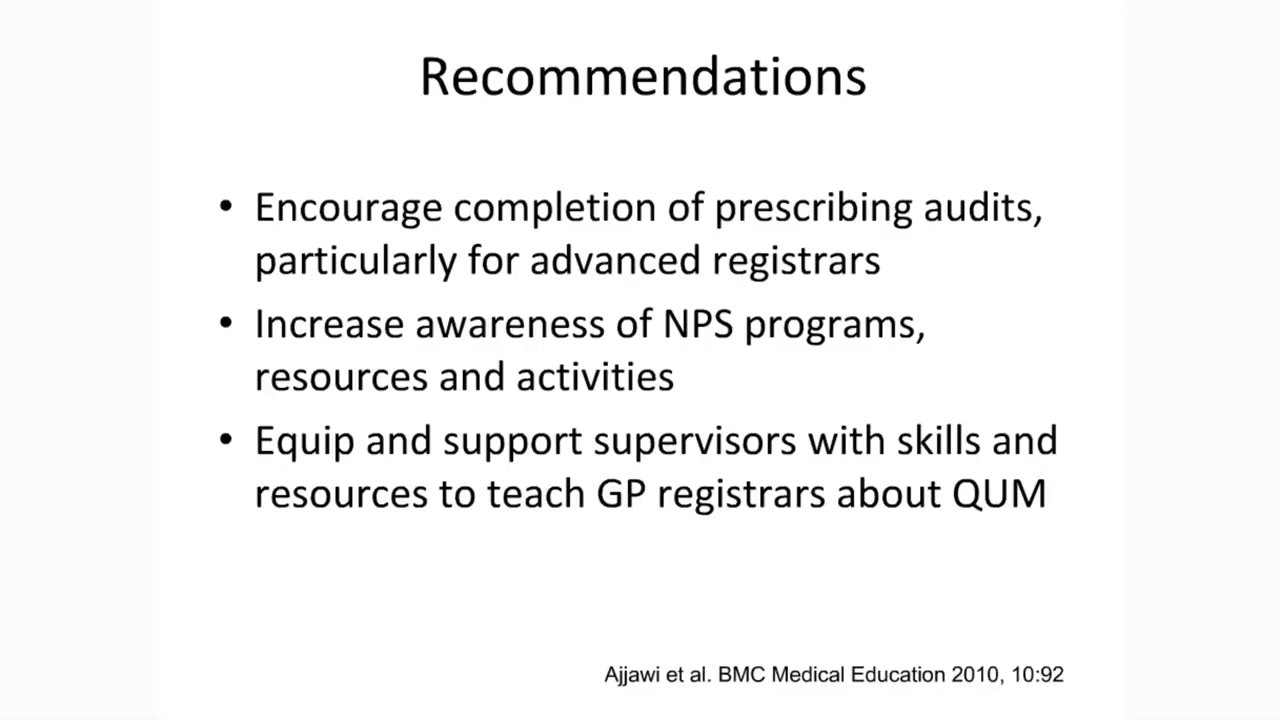 Recommendations
• Encourage completion of prescribing audits,
particularly for advanced registrars
• Increase awareness of NPS programs,
resources and activities
• Equip and support supervisors with skills and
resources to teach GP registrars about QUM
Ajjawi et al. BMC Medical Education 2010, 10:92